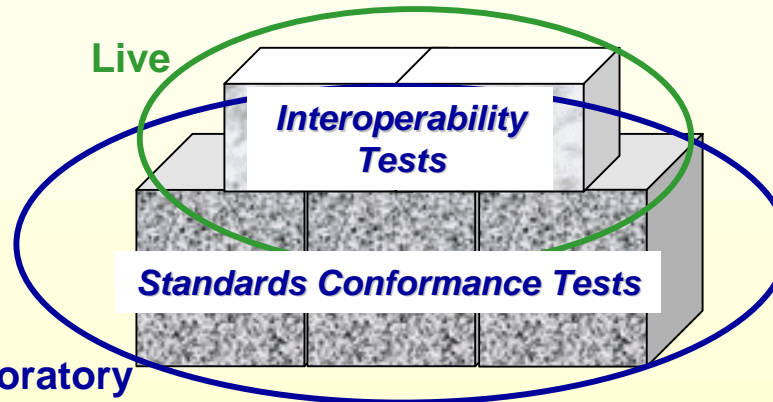 Live
Interoperability
Tests
Standards Conformance Tests
oratory